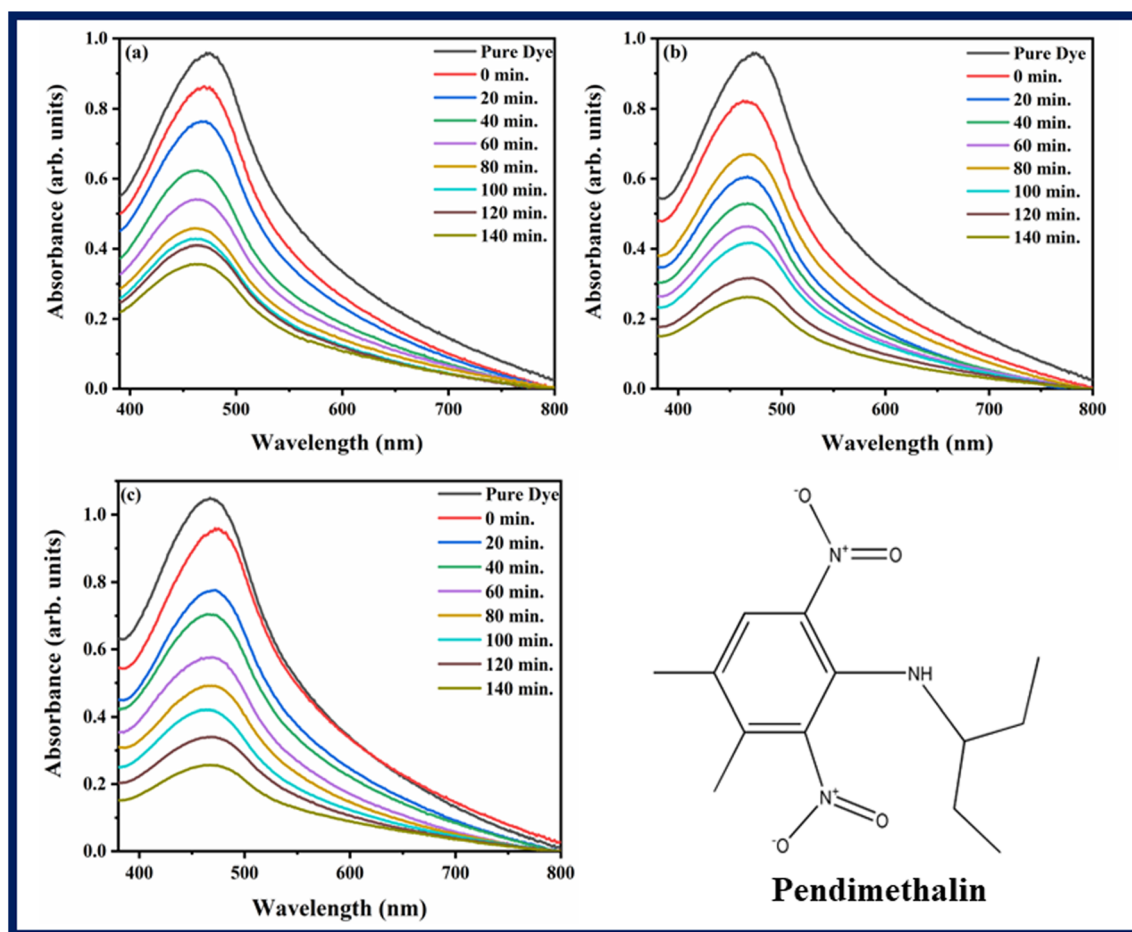 (a)
Pure Dye
0 min.
20 min.
40 min.
60 min.
80 min.
100 min.
120 min.
140 min.
1.0
0.8
0.6
0.4
0.2
0.0
Absorbance (arb. units)
400 500 600 700 800
Wavelength (nm)
(b)
Pure Dye
0 min.
20 min.
40 min.
60 min.
80 min.
100 min.
120 min.
140 min.
1.0
0.8
0.6
0.4
0.2
0.0
Absorbance (arb. units)
400 500 600 700 800
Wavelength (nm)
(c)
Pure Dye
0 min.
20 min.
40 min.
60 min.
80 min.
100 min.
120 min.
140 min.
1.0
0.8
0.6
0.4
0.2
0.0
Absorbance (arb. units)
400 500 600 700 800
Wavelength (nm)
-O
N+ O
NH
N+
-O O
Pendimethalin